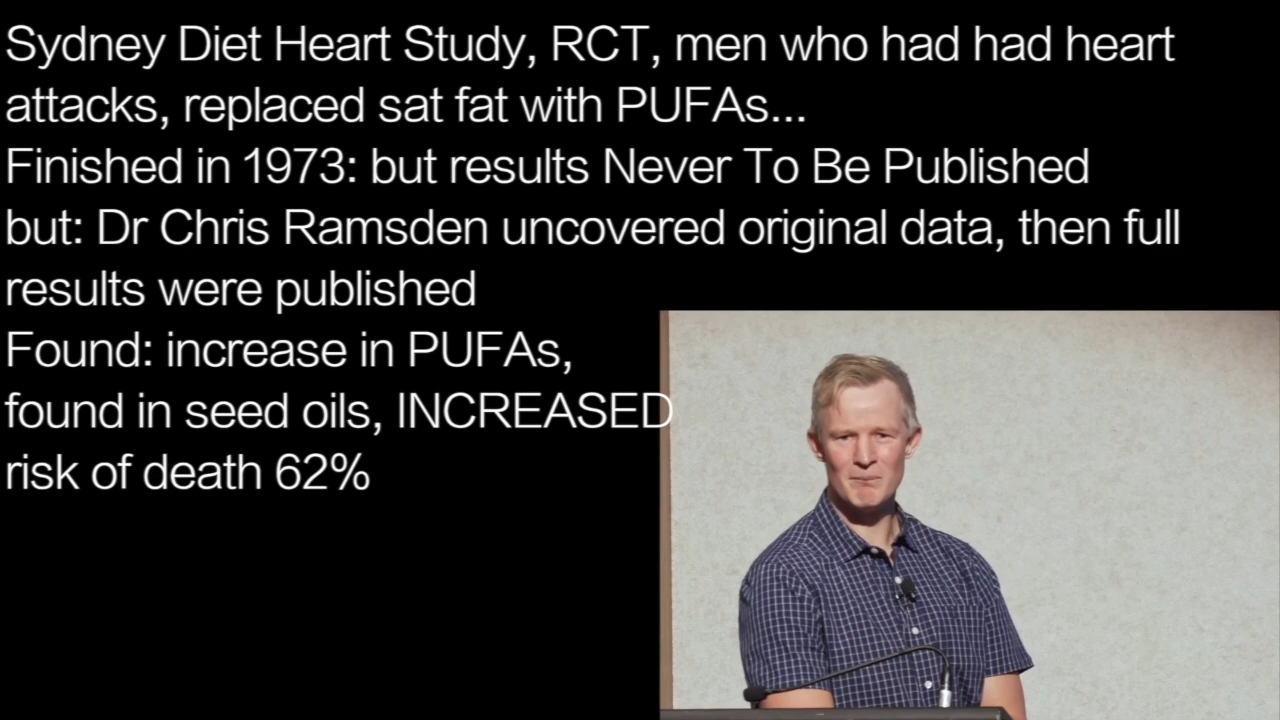 Sydney Diet Heart Study, RCT, men who had had heart
attacks, replaced sat fat with PUFAs...
Finished in 1973: but results Never To Be Published
but: Dr Chris Ramsden uncovered original data, then full
results were published
Found: increase in PUFAs,
found in seed oils, INCREASED
risk of death 62%